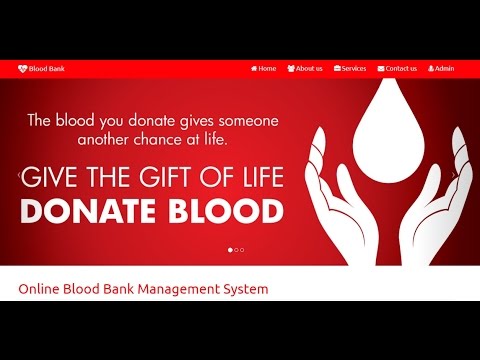 Blood Bank
Home About us Services Contact us Admin
The blood you donate gives someone
another chance at life.
GIVE THE GIFT OF LIFE
DONATE BLOOD
Online Blood Bank Management System